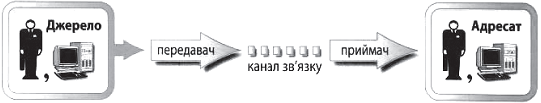 Джерело
передавач
канал зв'язку
приймач
Адресат